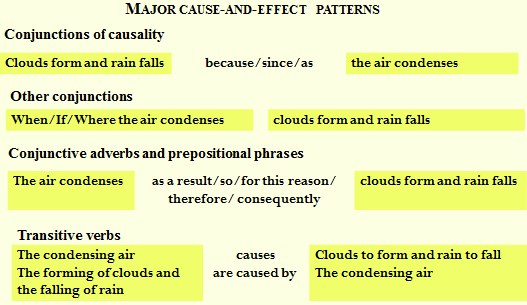 MAJOR CAUSE-AND-EFFECT PATTERNS
Conjunctions of causality
Clouds form and rain falls because/since/as the air condenses
Other conjunctions
When/If/Where the air condenses clouds form and rain falls
Conjunctive adverbs and prepositional phrases
The air condenses as a result/so/for this reason/ clouds form and rain falls
therefore/ consequently
Transitive verbs
The condensing air causes Clouds to form and rain to fall
The forming of clouds and are caused by The condensing air
the falling of rain